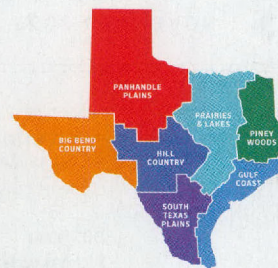 PANHANDLE
PLAINS
PRAIRIES
& LAKES
PINEY
WOODS
BIG BEND
COUNTRY
HILL
COUNTRY
GULF
COAST
SOUTH
TEXAS
PLAINS